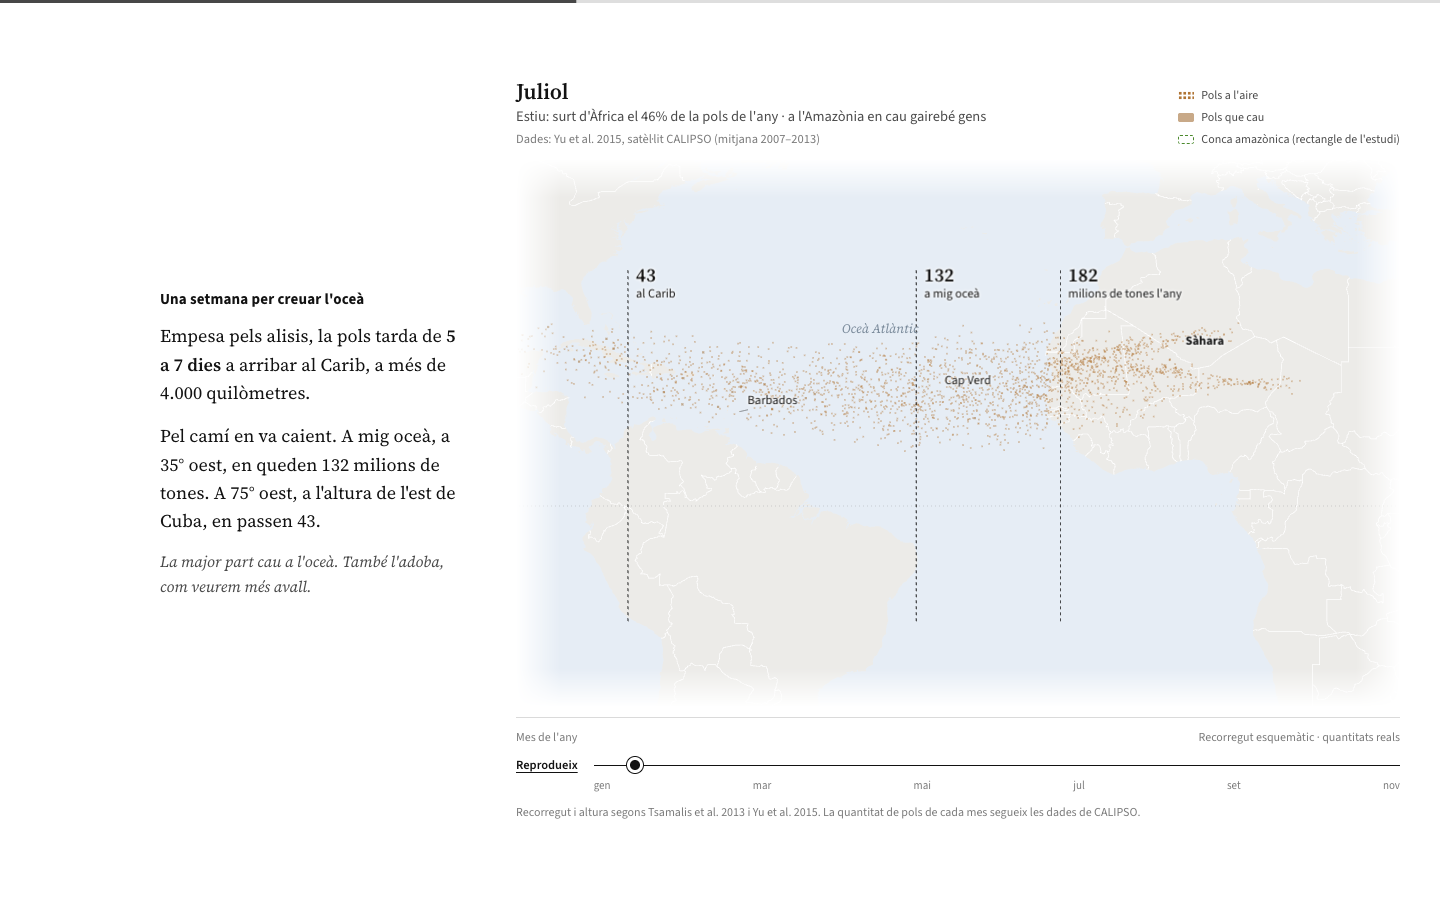 Juliol
Estiu: surt d'Àfrica el 46% de la pols de l'any · a l'Amazònia en cau gairebé gens
Dades: Yu et al. 2015, satèl·lit CALIPSO (mitjana 2007–2013)
Pols a l'aire
Pols que cau
Conca amazònica (rectangle de l'estudi)
Una setmana per creuar l'oceà
Empesa pels alisis, la pols tarda de 5
a 7 dies a arribar al Carib, a més de
4.000 quilòmetres.
Pel camí en va caient. A mig oceà, a
35° oest, en queden 132 milions de
tones. A 75° oest, a l'altura de l'est de
Cuba, en passen 43.
La major part cau a l'oceà. També l'adoba,
com veurem més avall.
43
al Carib
132
a mig oceà
182
milions de tones l'any
Oceà Atlàntic
Sàhara
Cap Verd
Barbados
Mes de l'any
Recorregut esquemàtic · quantitats reals
Reprodueix
gen mar mai jul set nov
Recorregut i altura segons Tsamalis et al. 2013 i Yu et al. 2015. La quantitat de pols de cada mes segueix les dades de CALIPSO.